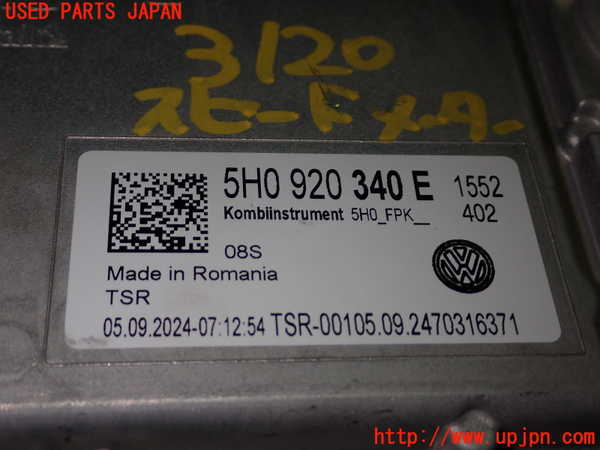 USED PARTS JAPAN
3120
スピードメーター
5H0 920 340 E 1552
Kombiinstrument 5H0_FPK__ 402
08S
Made in Romania
TSR
05.09.2024-07:12:54 TSR-00105.09.2470316371
http://www.upjpn.com/